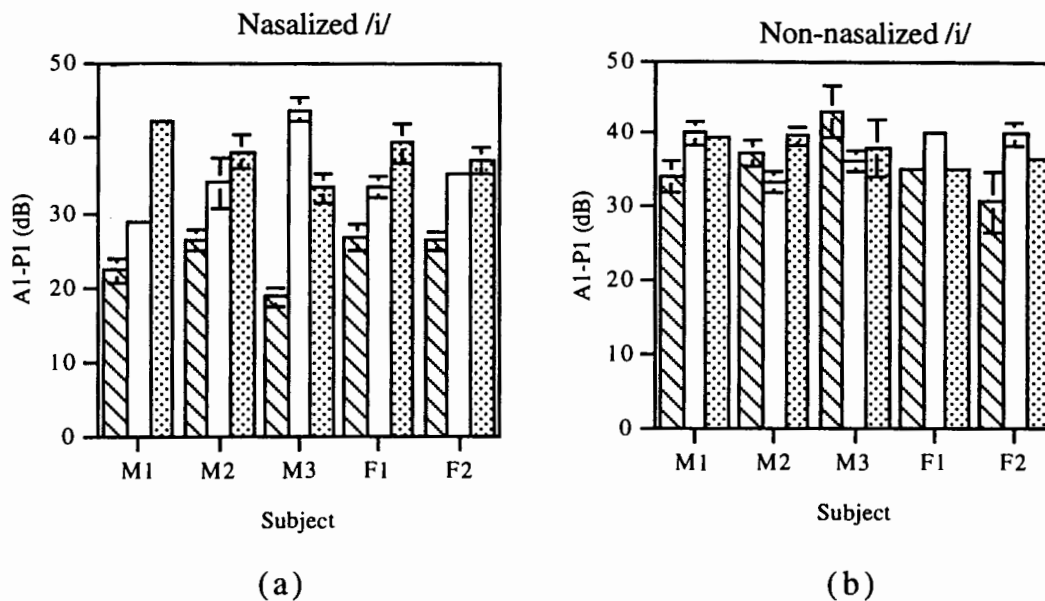 Nasalized /i/
50
40
30
20
10
0
A1-P1 (dB)
M1 M2 M3 F1 F2
Subject
(a)
Non-nasalized /i/
50
40
30
20
10
0
A1-P1 (dB)
M1 M2 M3 F1 F2
Subject
(b)